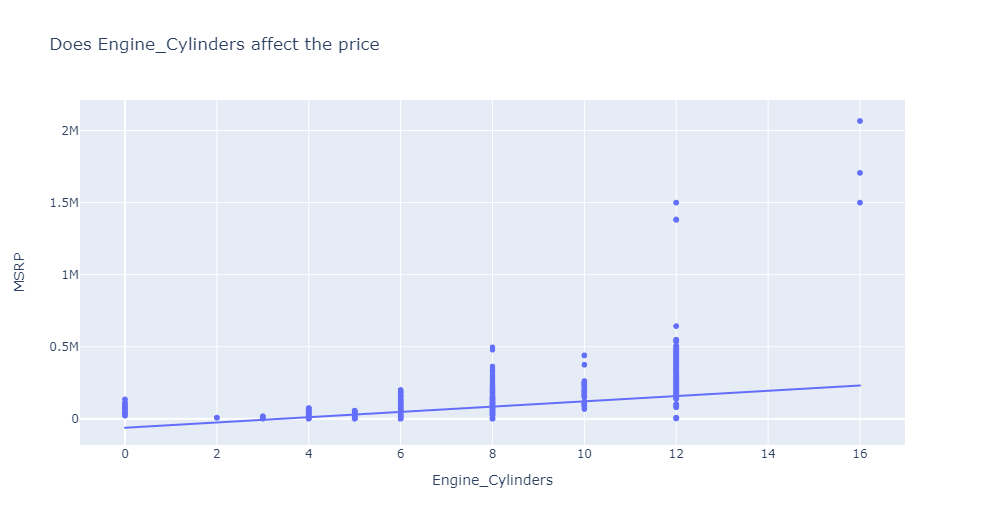 Does Engine_Cylinders affect the price
MSRP
2M
1.5M
1M
0.5M
0
0 2 4 6 8 10 12 14 16
Engine_Cylinders